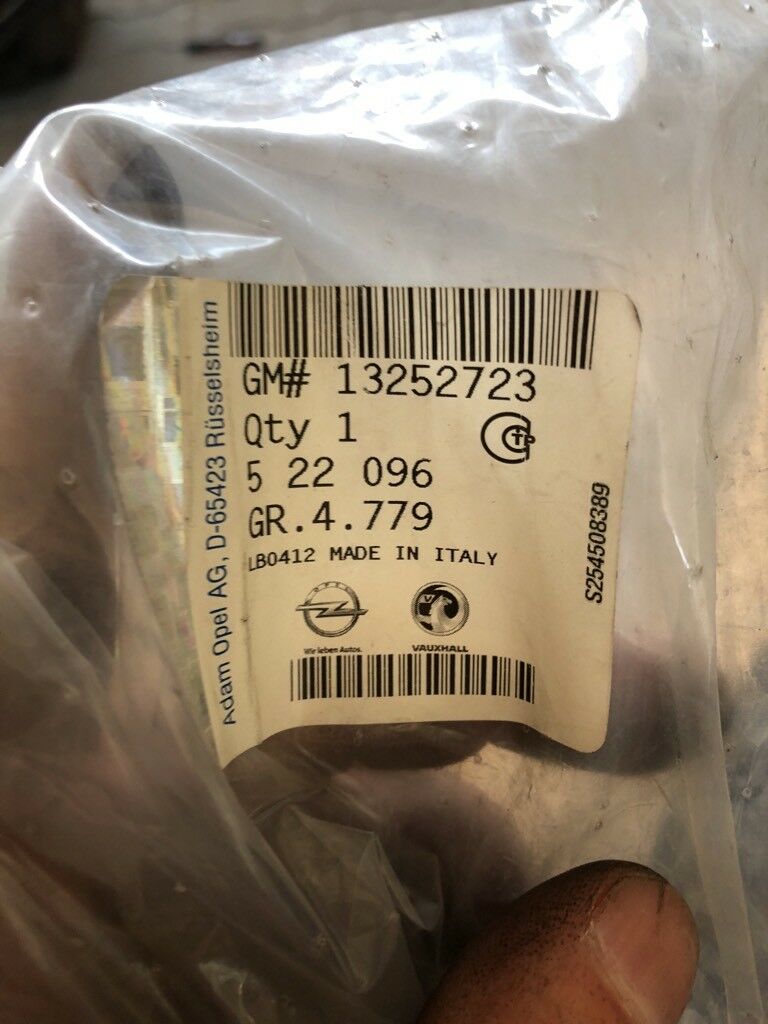 GM# 13252723
Qty 1
5 22 096
GR.4.779
LB0412 MADE IN ITALY
OPEL
Wir leben Autos.
VAUXHALL
Adam Opel AG, D-65423 Rüsselsheim
S254508389